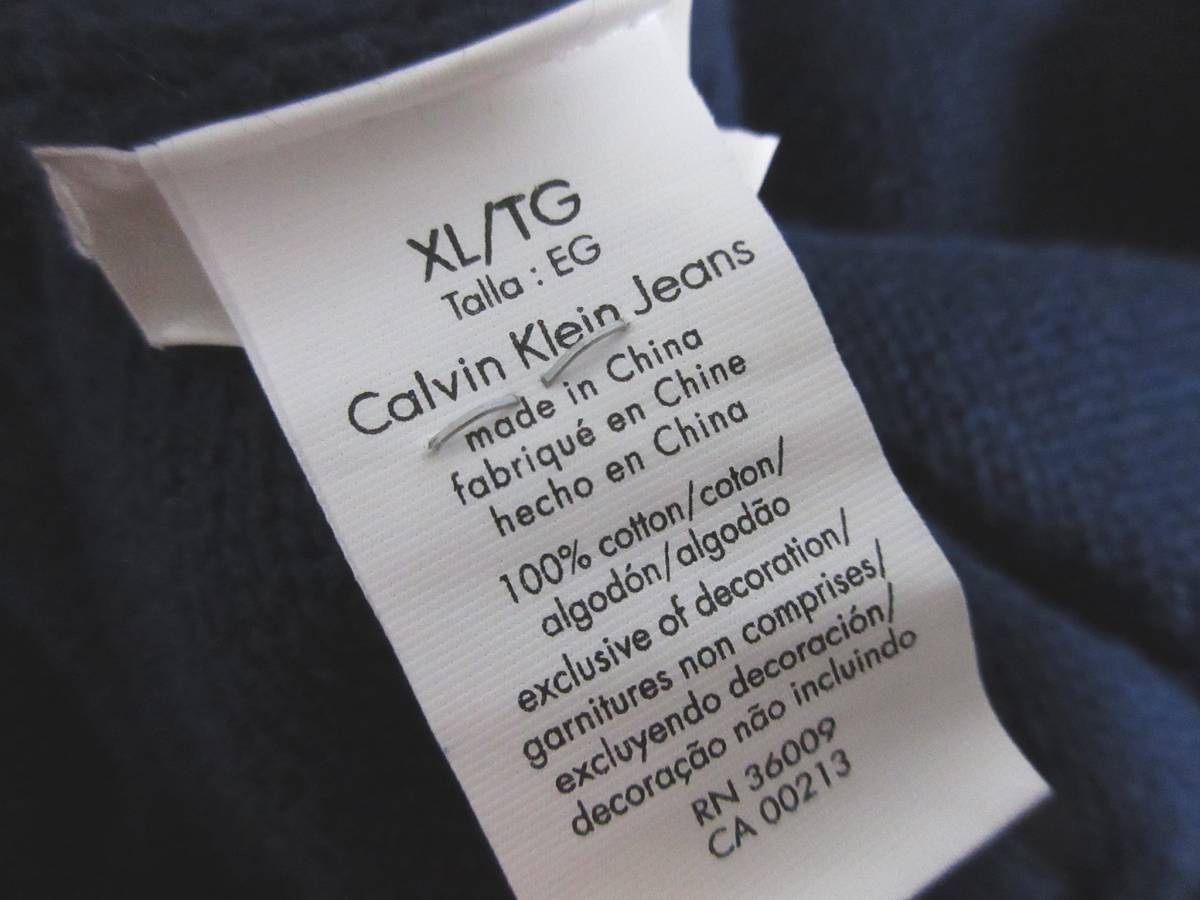 XL/TG
Talla : EG
Calvin Klein Jeans
made in China
fabriqué en Chine
hecho en China
100% cotton/coton/
algodón/algodão
exclusive of decoration/
garnitures non comprises/
excluyendo decoración/
decoração não incluindo
RN 36009
CA 00213